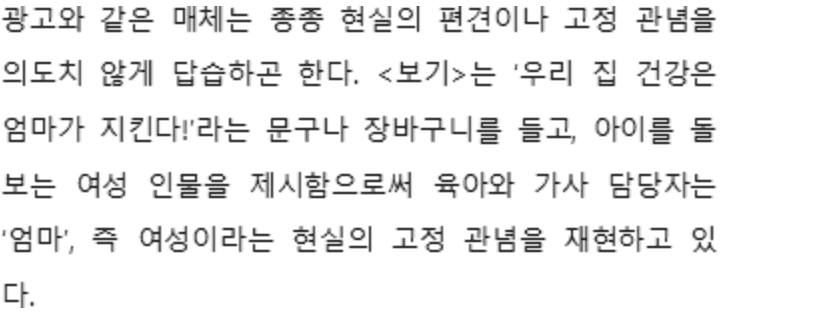 광고와 같은 매체는 종종 현실의 편견이나 고정 관념을
의도치 않게 답습하곤 한다. <보기>는 '우리 집 건강은
엄마가 지킨다!'라는 문구나 장바구니를 들고, 아이를 돌
보는 여성 인물을 제시함으로써 육아와 가사 담당자는
'엄마', 즉 여성이라는 현실의 고정 관념을 재현하고 있
다.